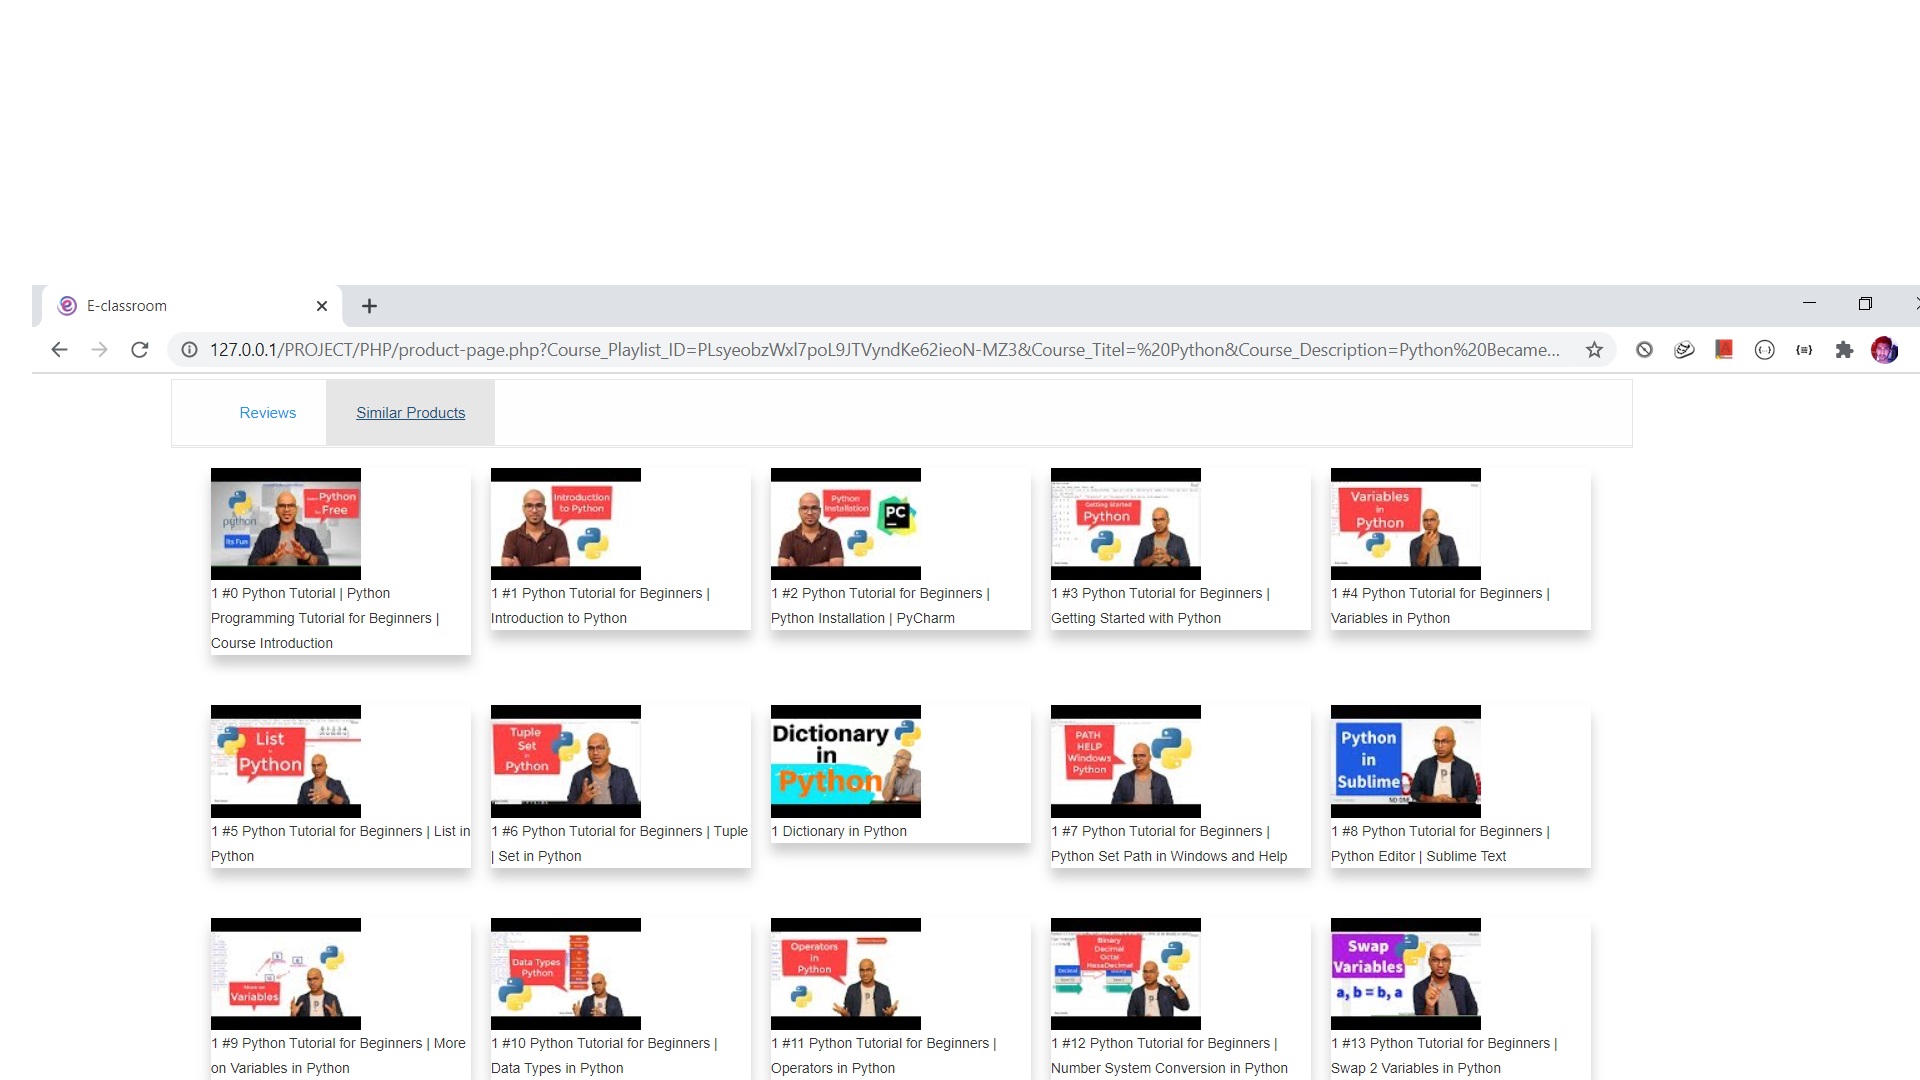 E-classroom
127.0.0.1/PROJECT/PHP/product-page.php?Course_Playlist_ID=PLsyeobzWxl7poL9JTVyndKe62ieoN-MZ3&Course_Titel=%20Python&Course_Description=Python%20Became...
Reviews
Similar Products
Python
Free
python
Its Fun
1 #0 Python Tutorial | Python
Programming Tutorial for Beginners |
Course Introduction
Introduction
to Python
1 #1 Python Tutorial for Beginners |
Introduction to Python
Python
Installation
PC
1 #2 Python Tutorial for Beginners |
Python Installation | PyCharm
Getting Started
Python
1 #3 Python Tutorial for Beginners |
Getting Started with Python
Variables
in
Python
1 #4 Python Tutorial for Beginners |
Variables in Python
List
Python
1 #5 Python Tutorial for Beginners | List in
Python
Tuple
Set
Python
1 #6 Python Tutorial for Beginners | Tuple
| Set in Python
Dictionary
in
Python
1 Dictionary in Python
PATH
HELP
Windows
Python
1 #7 Python Tutorial for Beginners |
Python Set Path in Windows and Help
Python
in
Sublime
1 #8 Python Tutorial for Beginners |
Python Editor | Sublime Text
More on
Variables
1 #9 Python Tutorial for Beginners | More
on Variables in Python
Data Types
Python
1 #10 Python Tutorial for Beginners |
Data Types in Python
Operators
in
Python
1 #11 Python Tutorial for Beginners |
Operators in Python
Binary
Decimal
Octal
HexaDecimal
Decimal
1 #12 Python Tutorial for Beginners |
Number System Conversion in Python
Swap
Variables
a, b = b, a
1 #13 Python Tutorial for Beginners |
Swap 2 Variables in Python